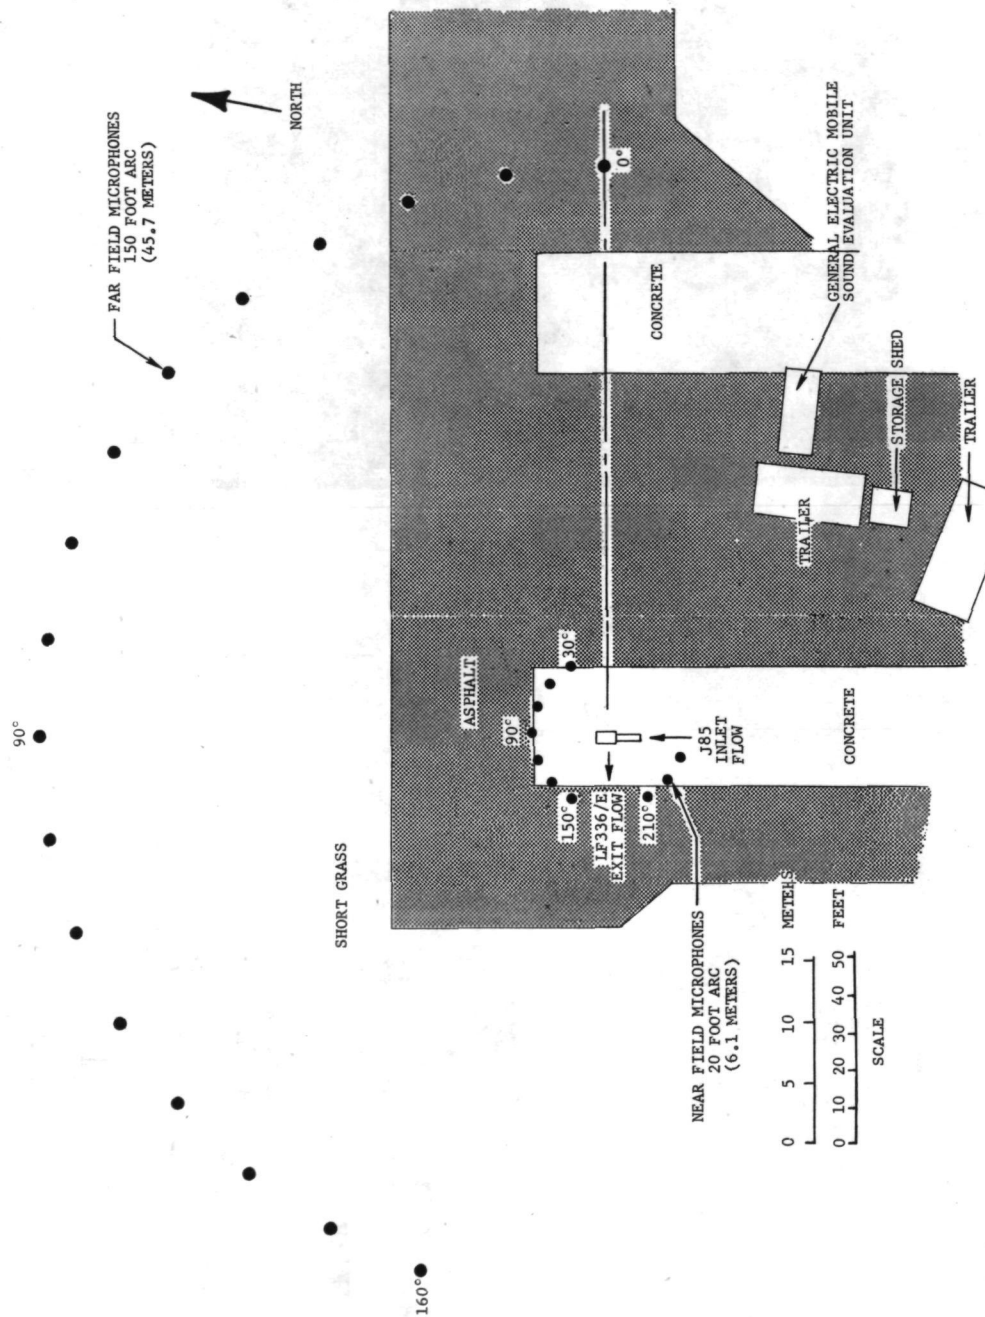 90°
FAR FIELD MICROPHONES
150 FOOT ARC
(45.7 METERS)
NORTH
SHORT GRASS
160°
ASPHALT
90°
30°
150°
210°
0°
LF336/E
EXIT FLOW
J85
INLET
FLOW
CONCRETE
CONCRETE
GENERAL ELECTRIC MOBILE
SOUND EVALUATION UNIT
TRAILER
STORAGE SHED
TRAILER
NEAR FIELD MICROPHONES
20 FOOT ARC
(6.1 METERS)
0 5 10 15 METERS
0 10 20 30 40 50 FEET
SCALE